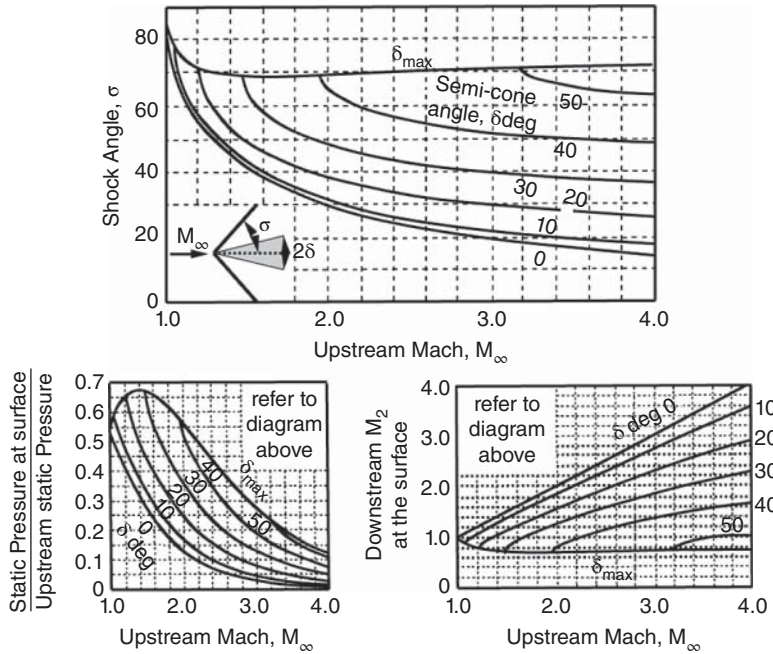 80
60
40
20
0
Shock Angle, σ
δmax
Semi-cone
angle, δdeg
50
40
30
20
10
0
M∞
σ
2δ
1.0 2.0 3.0 4.0
Upstream Mach, M∞
0.7
0.6
0.5
0.4
0.3
0.2
0.1
0
Static Pressure at surface
Upstream static Pressure
refer to
diagram
above
δmax
50
40
30
20
10
0
δ deg
1.0 2.0 3.0 4.0
Upstream Mach, M∞
4.0
3.0
2.0
1.0
0
Downstream M2
at the surface
refer to
diagram
above
δ deg 0
10
20
30
40
50
δmax
1.0 2.0 3.0 4.0
Upstream Mach, M∞